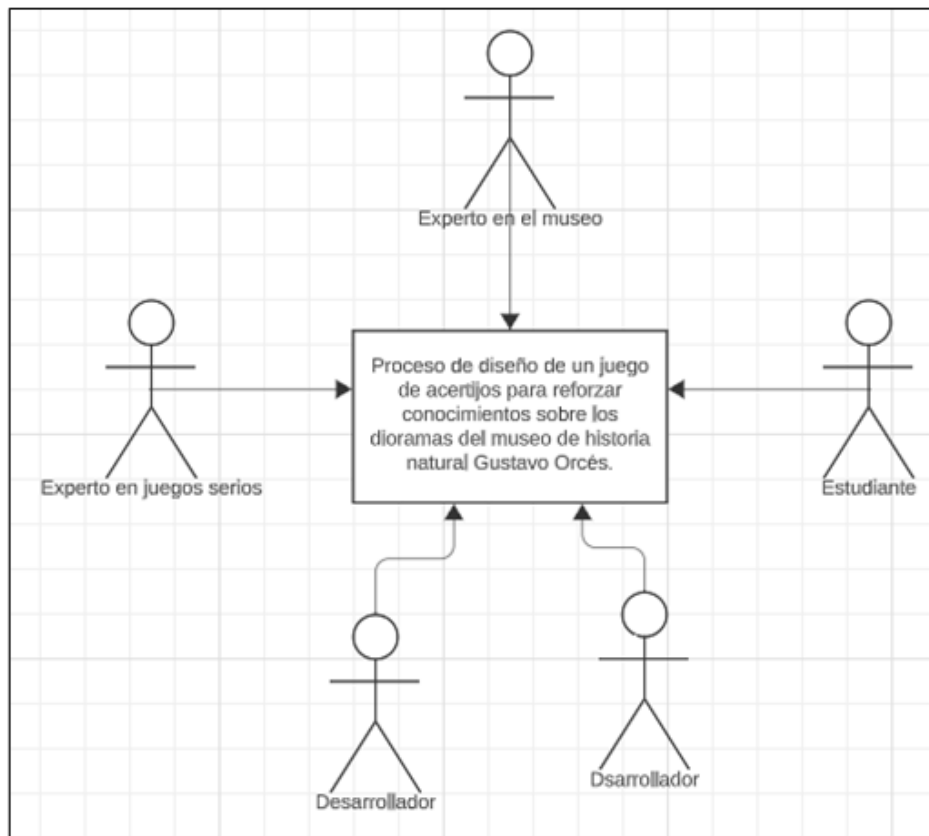 Experto en el museo
Proceso de diseño de un juego
de acertijos para reforzar
conocimientos sobre los
dioramas del museo de historia
natural Gustavo Orcés.
Experto en juegos serios
Estudiante
Desarrollador
Dsarrollador